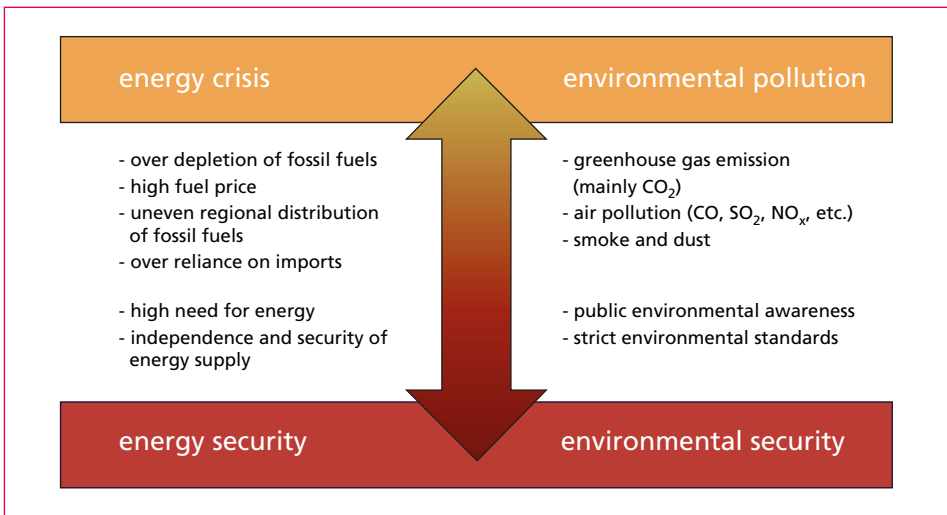 energy crisis
environmental pollution
- over depletion of fossil fuels
- high fuel price
- uneven regional distribution
of fossil fuels
- over reliance on imports
- high need for energy
- independence and security of
energy supply
- greenhouse gas emission
(mainly CO₂)
- air pollution (CO, SO₂, NOₓ, etc.)
- smoke and dust
- public environmental awareness
- strict environmental standards
energy security
environmental security